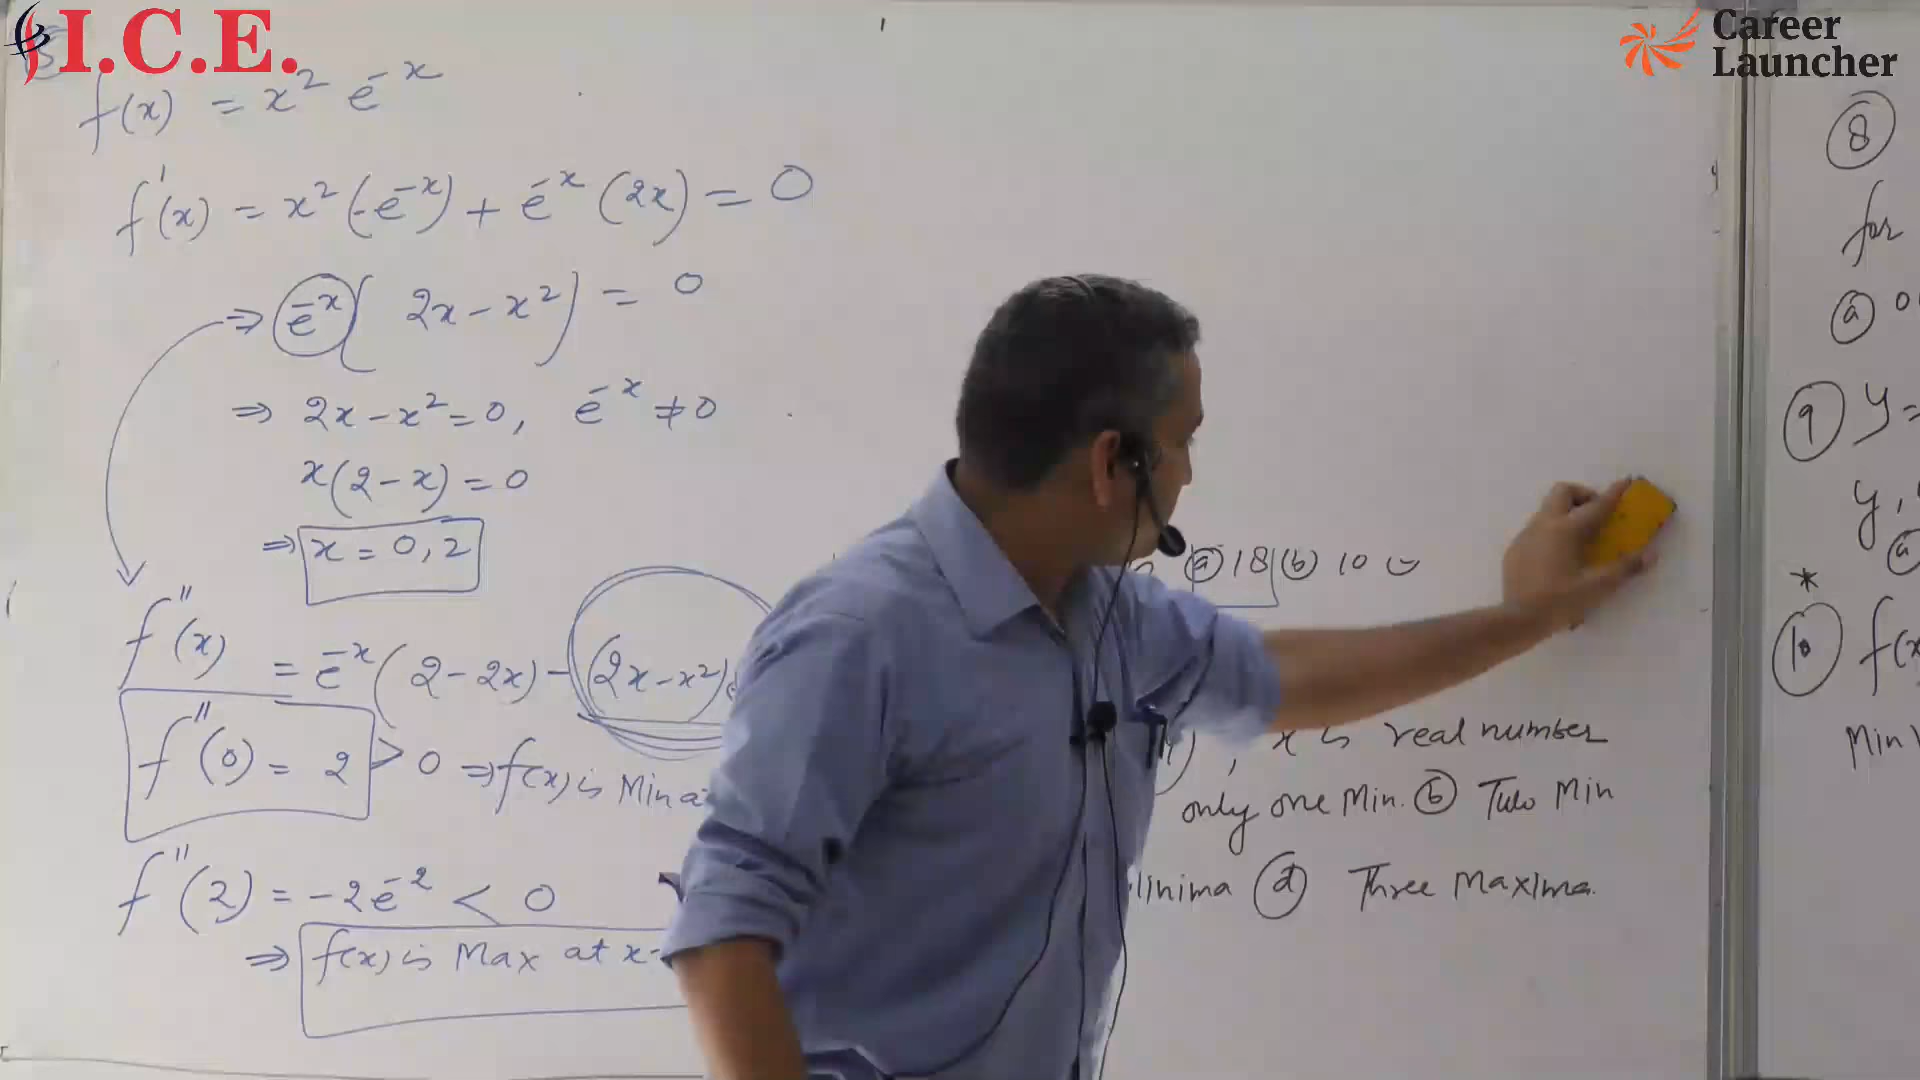 I.C.E.
Career
Launcher
f(x) = x² e^-x
f'(x) = x²(-e^-x) + e^-x (2x) = 0
⇒ e^-x ( 2x - x² ) = 0
⇒ 2x - x² = 0, e^-x ≠ 0
x(2 - x) = 0
⇒ x = 0, 2
f''(x) = e^-x (2 - 2x) - (2x - x²)
f''(0) = 2 > 0 ⇒ f(x) is Min a
f''(2) = -2e^-2 < 0
⇒ f(x) is Max at x =
(a) 18 (b) 10
, x is real number
only one Min. (b) Two Min
(d) Three Maxima.
(8)
for
(a)
(9) y =
y,
(a)
*
(10) f(x
Min